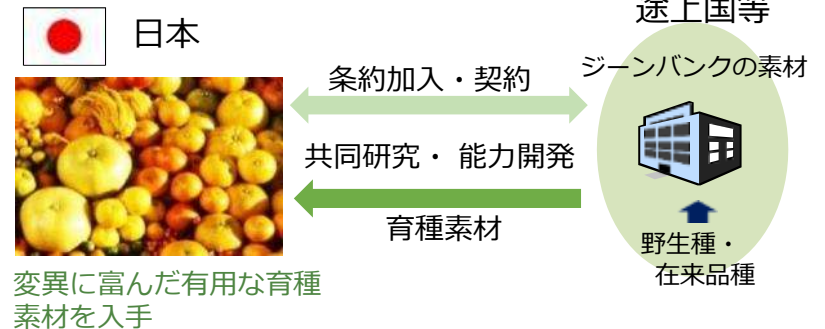 日本
途上国等
ジーンバンクの素材
条約加入・契約
共同研究・ 能力開発
育種素材
野生種・
在来品種
変異に富んだ有用な育種
素材を入手